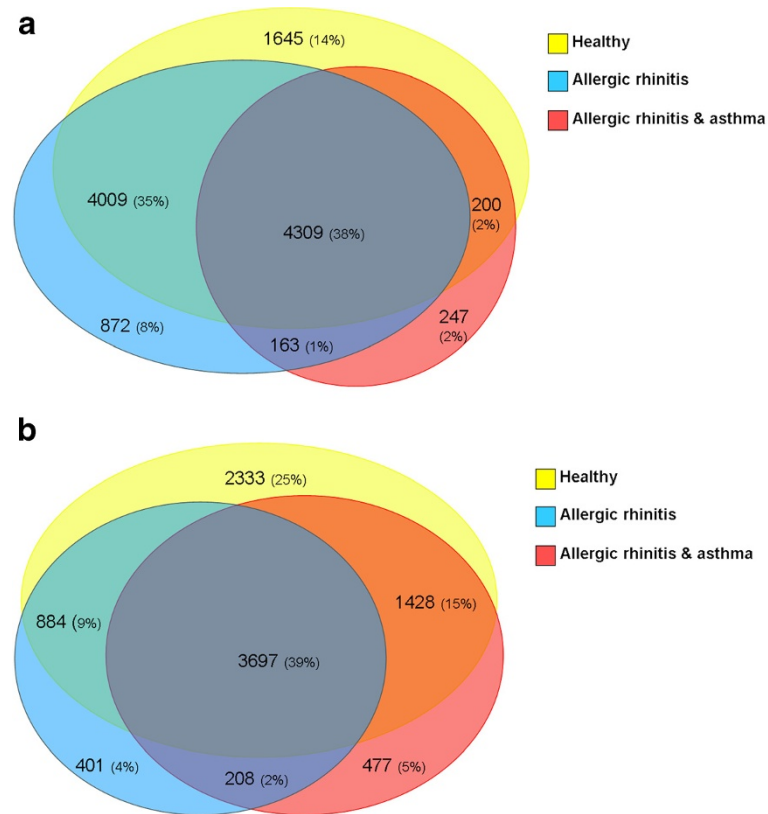 a
1645 (14%)
Healthy
Allergic rhinitis
Allergic rhinitis & asthma
4009 (35%)
4309 (38%)
200
(2%)
872 (8%)
163 (1%)
247
(2%)
b
2333 (25%)
Healthy
Allergic rhinitis
Allergic rhinitis & asthma
884 (9%)
1428 (15%)
3697 (39%)
401 (4%)
208 (2%)
477 (5%)